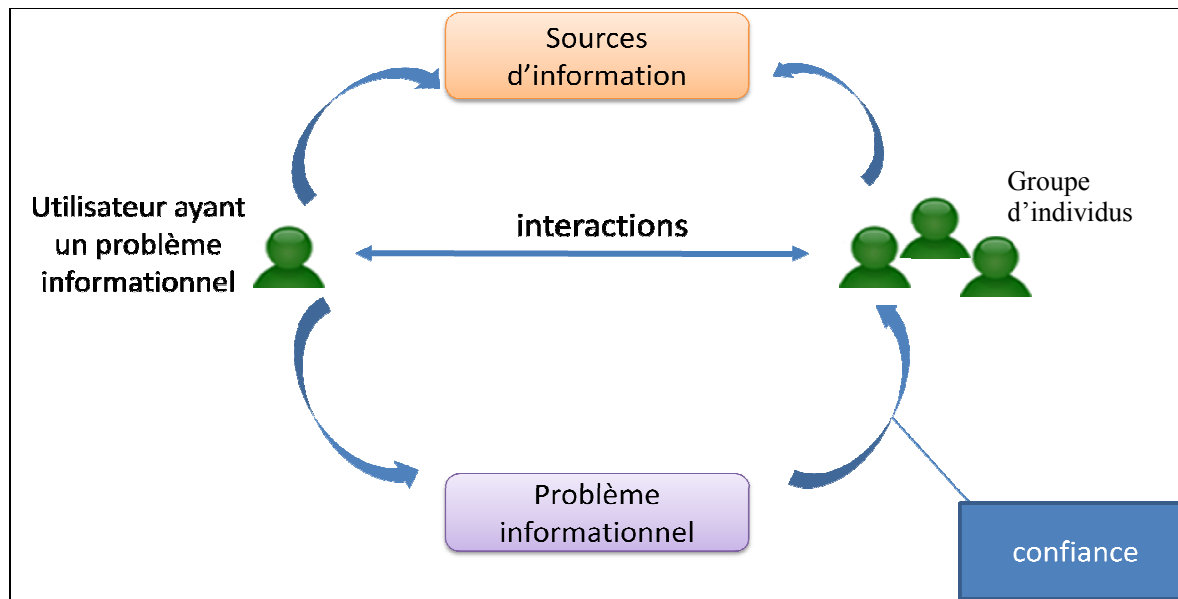 Sources
d'information
Utilisateur ayant
un problème
informationnel
interactions
Groupe
d'individus
Problème
informationnel
confiance